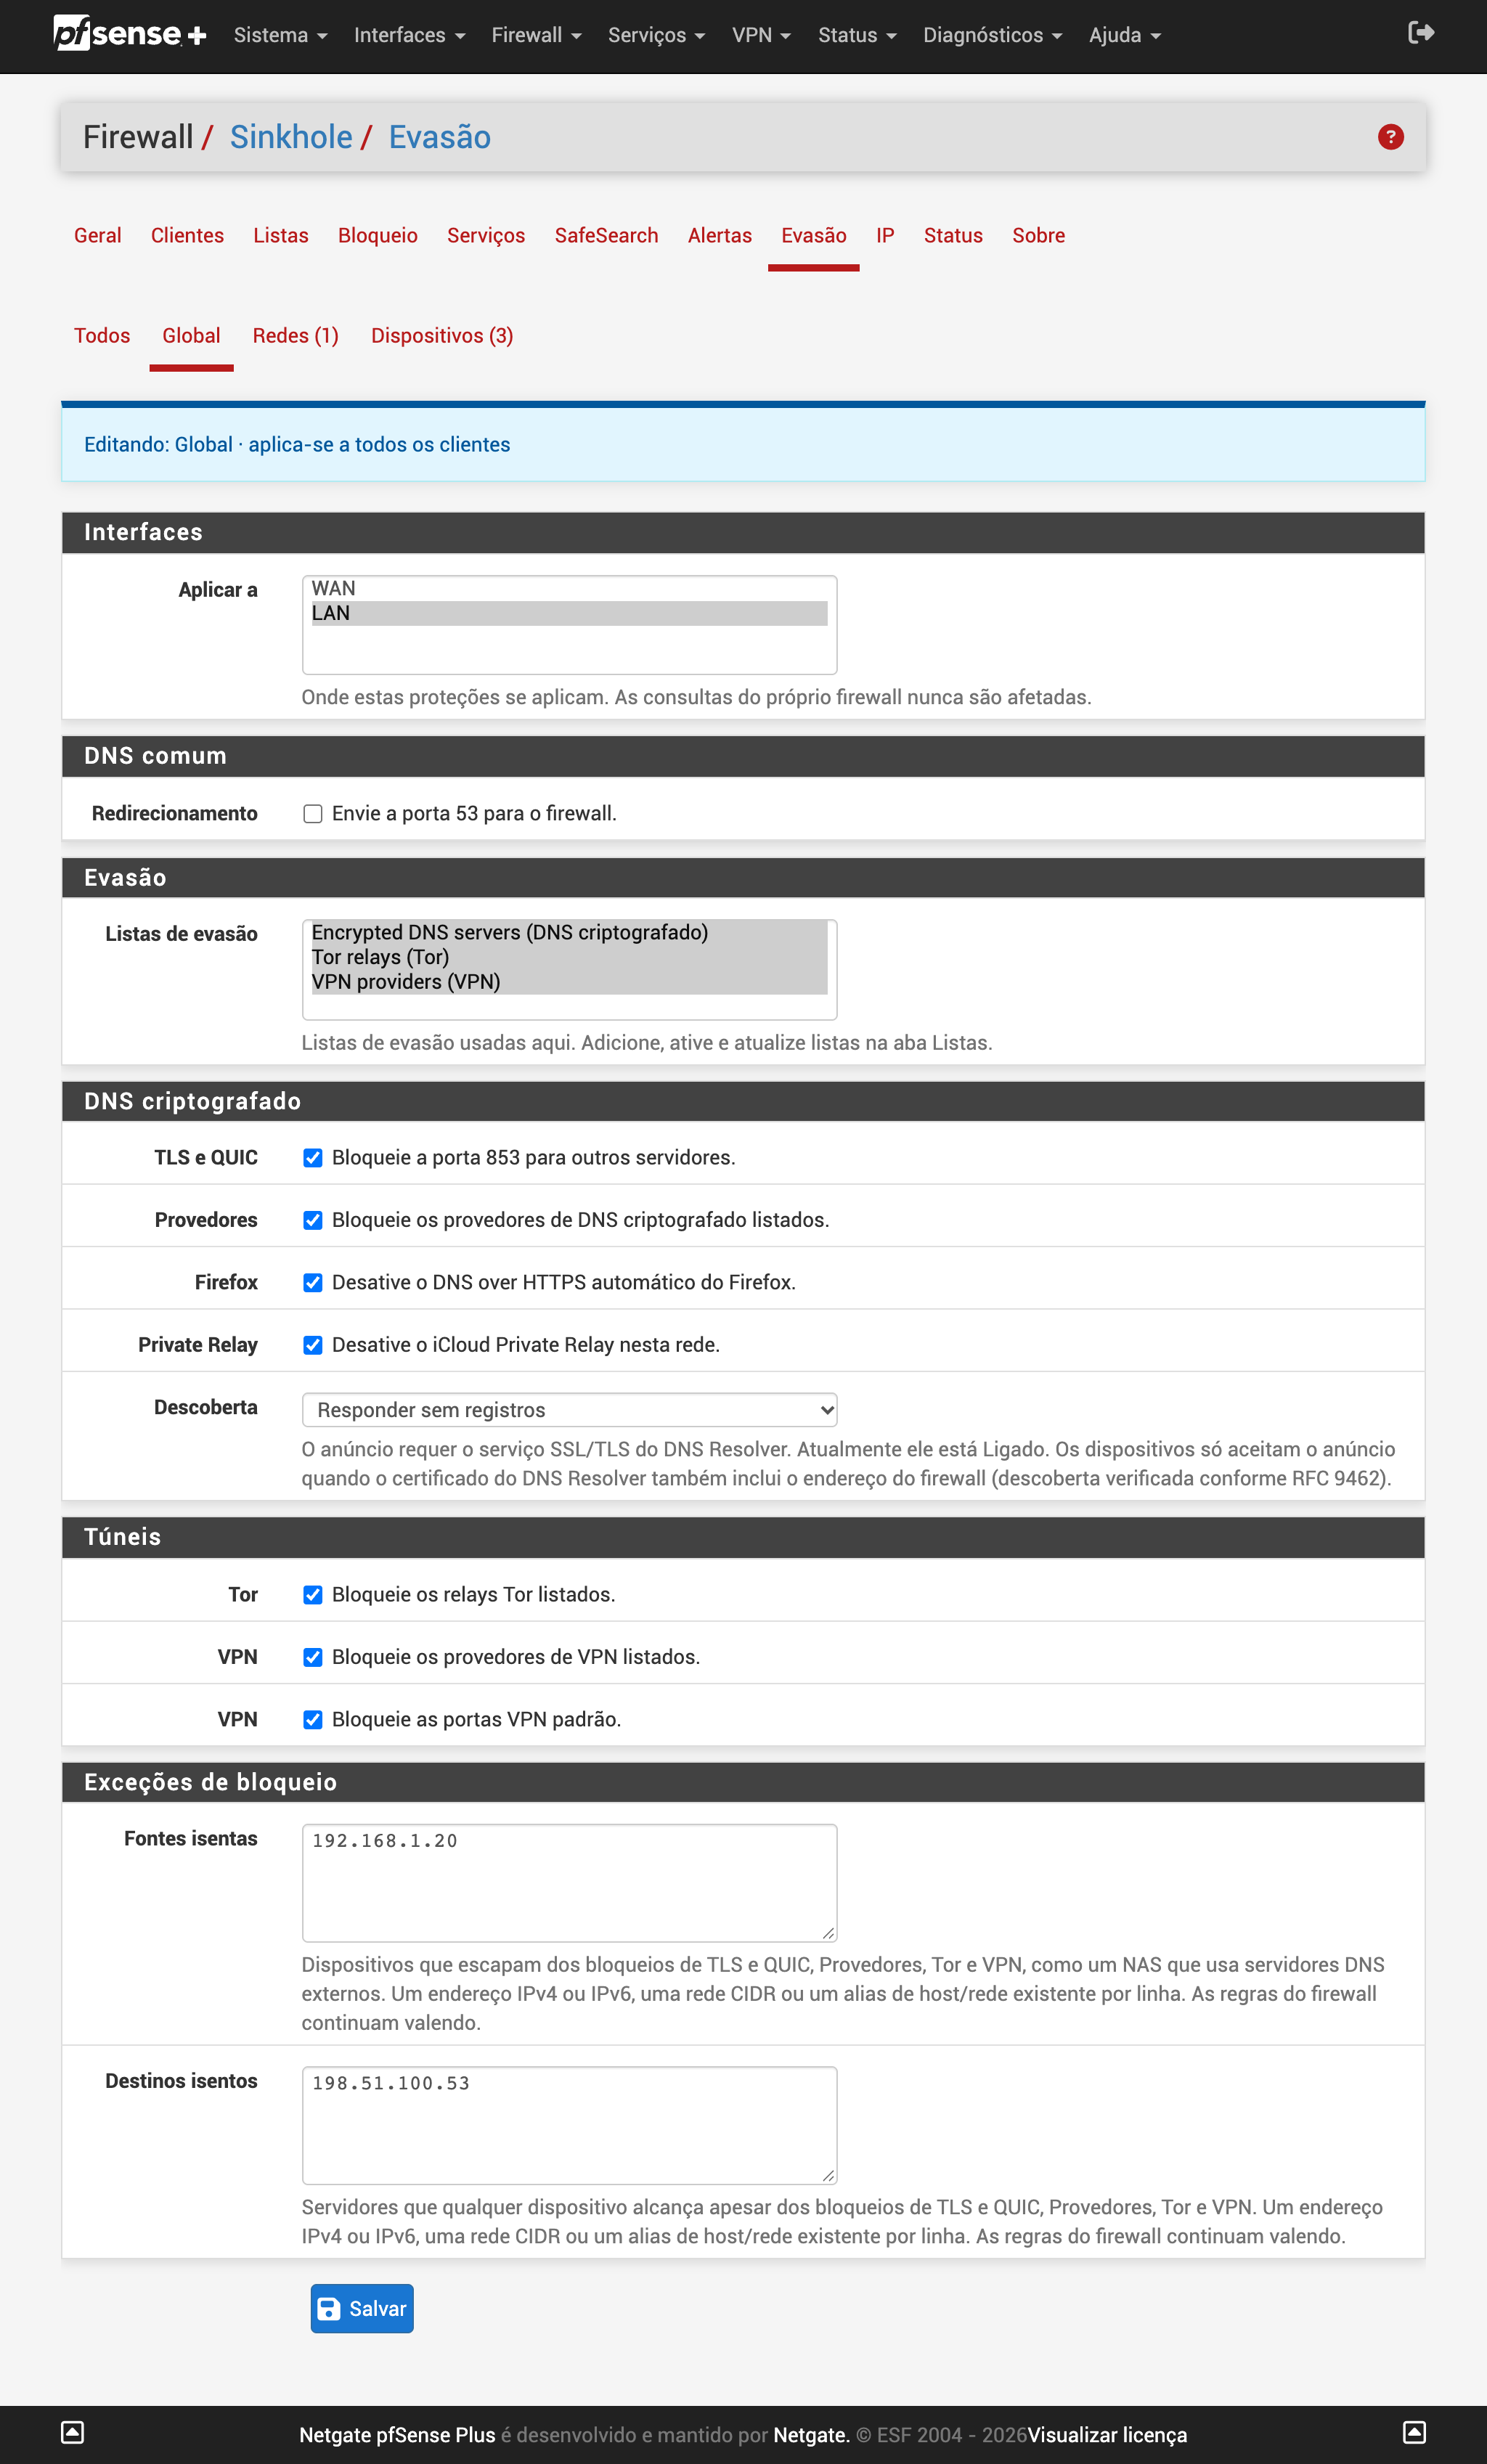 pfsense +
Sistema
Interfaces
Firewall
Serviços
VPN
Status
Diagnósticos
Ajuda
Firewall / Sinkhole / Evasão
?
Geral
Clientes
Listas
Bloqueio
Serviços
SafeSearch
Alertas
Evasão
IP
Status
Sobre
Todos
Global
Redes (1)
Dispositivos (3)
Editando: Global · aplica-se a todos os clientes
Interfaces
Aplicar a
WAN
LAN
Onde estas proteções se aplicam. As consultas do próprio firewall nunca são afetadas.
DNS comum
Redirecionamento
Envie a porta 53 para o firewall.
Evasão
Listas de evasão
Encrypted DNS servers (DNS criptografado)
Tor relays (Tor)
VPN providers (VPN)
Listas de evasão usadas aqui. Adicione, ative e atualize listas na aba Listas.
DNS criptografado
TLS e QUIC
Bloqueie a porta 853 para outros servidores.
Provedores
Bloqueie os provedores de DNS criptografado listados.
Firefox
Desative o DNS over HTTPS automático do Firefox.
Private Relay
Desative o iCloud Private Relay nesta rede.
Descoberta
Responder sem registros
O anúncio requer o serviço SSL/TLS do DNS Resolver. Atualmente ele está Ligado. Os dispositivos só aceitam o anúncio
quando o certificado do DNS Resolver também inclui o endereço do firewall (descoberta verificada conforme RFC 9462).
Túneis
Tor
Bloqueie os relays Tor listados.
VPN
Bloqueie os provedores de VPN listados.
VPN
Bloqueie as portas VPN padrão.
Exceções de bloqueio
Fontes isentas
192.168.1.20
Dispositivos que escapam dos bloqueios de TLS e QUIC, Provedores, Tor e VPN, como um NAS que usa servidores DNS
externos. Um endereço IPv4 ou IPv6, uma rede CIDR ou um alias de host/rede existente por linha. As regras do firewall
continuam valendo.
Destinos isentos
198.51.100.53
Servidores que qualquer dispositivo alcança apesar dos bloqueios de TLS e QUIC, Provedores, Tor e VPN. Um endereço
IPv4 ou IPv6, uma rede CIDR ou um alias de host/rede existente por linha. As regras do firewall continuam valendo.
Salvar
Netgate pfSense Plus é desenvolvido e mantido por Netgate. © ESF 2004 - 2026Visualizar licença